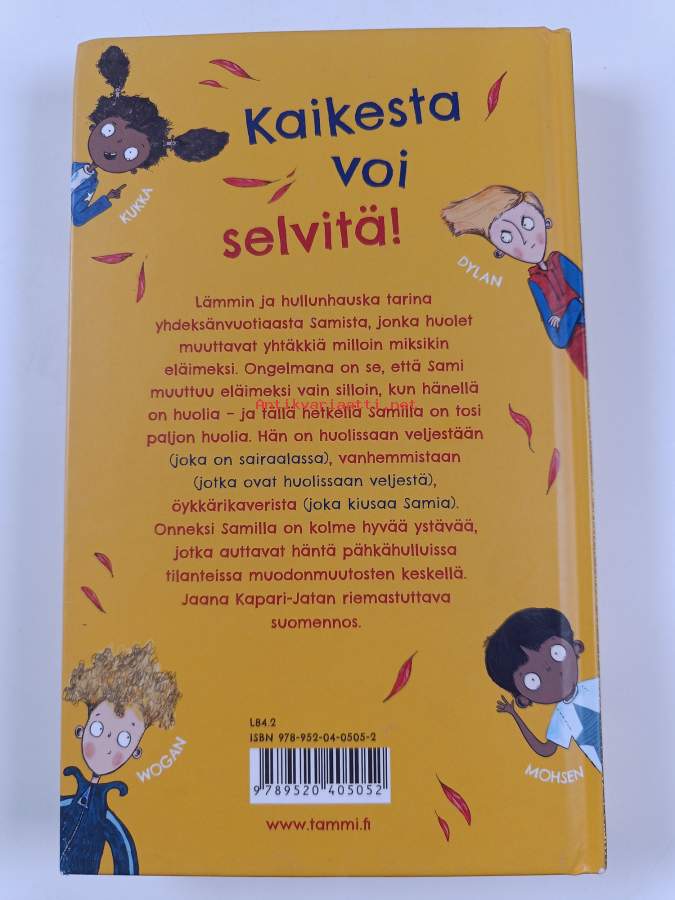 Kaikesta
voi
selvitä!
KUKKA
DYLAN
Lämmin ja hullunhauska tarina
yhdeksänvuotiaasta Samista, jonka huolet
muuttavat yhtäkkiä milloin miksikin
eläimeksi. Ongelmana on se, että Sami
muuttuu eläimeksi vain silloin, kun hänellä
Antikvariaatti.net
on huolia – ja tällä hetkellä Samilla on tosi
paljon huolia. Hän on huolissaan veljestään
(joka on sairaalassa), vanhemmistaan
(jotka ovat huolissaan veljestä),
öykkärikaverista (joka kiusaa Samia).
Onneksi Samilla on kolme hyvää ystävää,
jotka auttavat häntä pähkähulluissa
tilanteissa muodonmuutosten keskellä.
Jaana Kapari-Jatan riemastuttava
suomennos.
WOGAN
MOHSEN
L84.2
ISBN 978-952-04-0505-2
9 789520 405052
www.tammi.fi